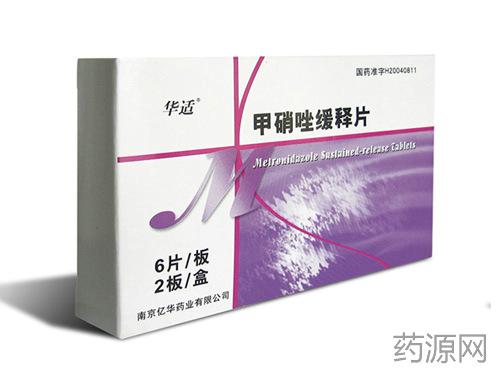 国药准字H20040811
华适®
甲硝唑缓释片
Metronidazole Sustained-release Tablets
M
6片/板
2板/盒
南京亿华药业有限公司
药源网